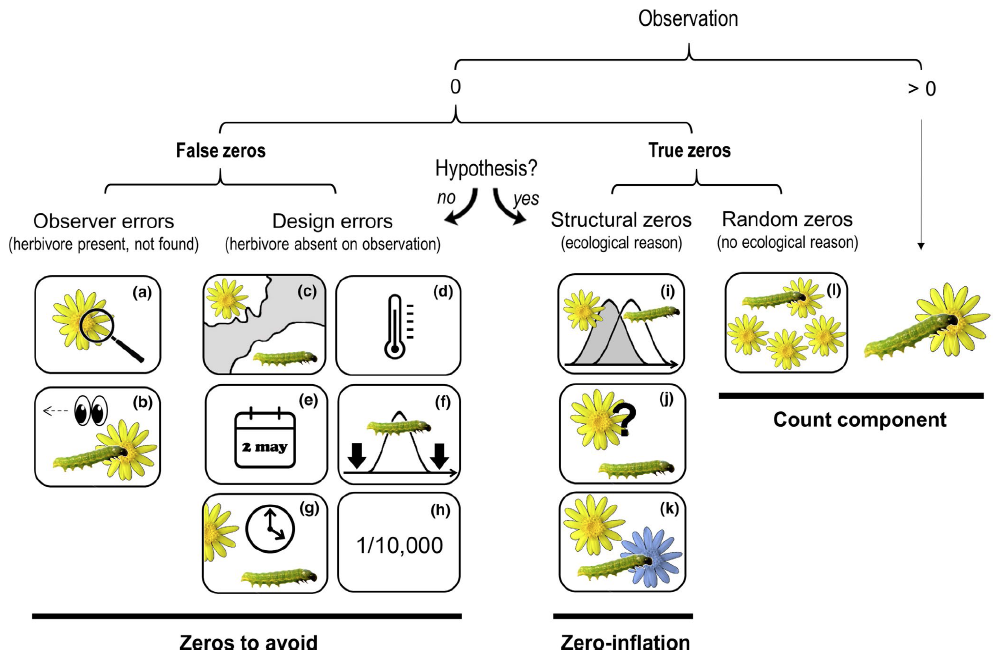 Observation
0
> 0
False zeros
True zeros
Hypothesis?
no
yes
Observer errors
(herbivore present, not found)
Design errors
(herbivore absent on observation)
Structural zeros
(ecological reason)
Random zeros
(no ecological reason)
(a)
(c)
(d)
(i)
(l)
(b)
(e)
2 may
(f)
(j)
?
Count component
(g)
(h)
1/10,000
(k)
Zeros to avoid
Zero-inflation